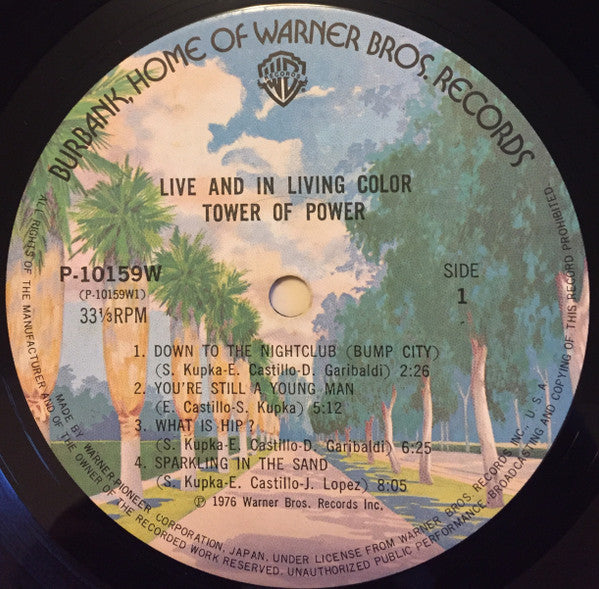 BURBANK, HOME OF WARNER BROS. RECORDS
WB
RECORDS
LIVE AND IN LIVING COLOR
TOWER OF POWER
P-10159W
(P-10159W1)
33⅓RPM
SIDE
1
1. DOWN TO THE NIGHTCLUB (BUMP CITY)
(S. Kupka-E. Castillo-D. Garibaldi) 2:26
2. YOU'RE STILL A YOUNG MAN
(E. Castillo-S. Kupka) 5:12
3. WHAT IS HIP?
(S. Kupka-E. Castillo-D. Garibaldi) 6:25
4. SPARKLING IN THE SAND
(S. Kupka-E. Castillo-J. Lopez) 8:05
Ⓟ 1976 Warner Bros. Records Inc.
MADE BY WARNER-PIONEER CORPORATION, JAPAN. UNDER LICENSE FROM WARNER BROS. RECORDS INC., U.S.A.
ALL RIGHTS OF THE MANUFACTURER AND OF THE OWNER OF THE RECORDED WORK RESERVED. UNAUTHORIZED PUBLIC PERFORMANCE, BROADCASTING AND COPYING OF THIS RECORD PROHIBITED